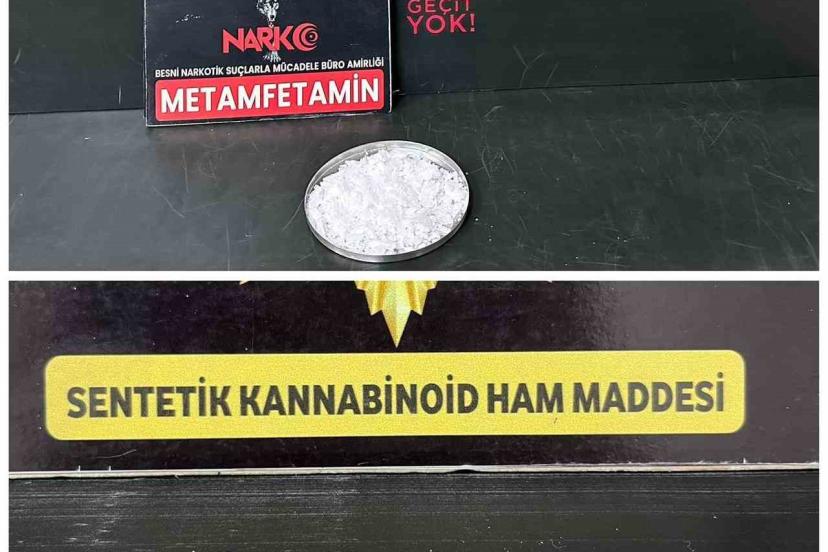 GEÇİT
YOK!
NARKO
BESNİ NARKOTİK SUÇLARLA MÜCADELE BÜRO AMİRLİĞİ
METAMFETAMİN
SENTETİK KANNABİNOİD HAM MADDESİ